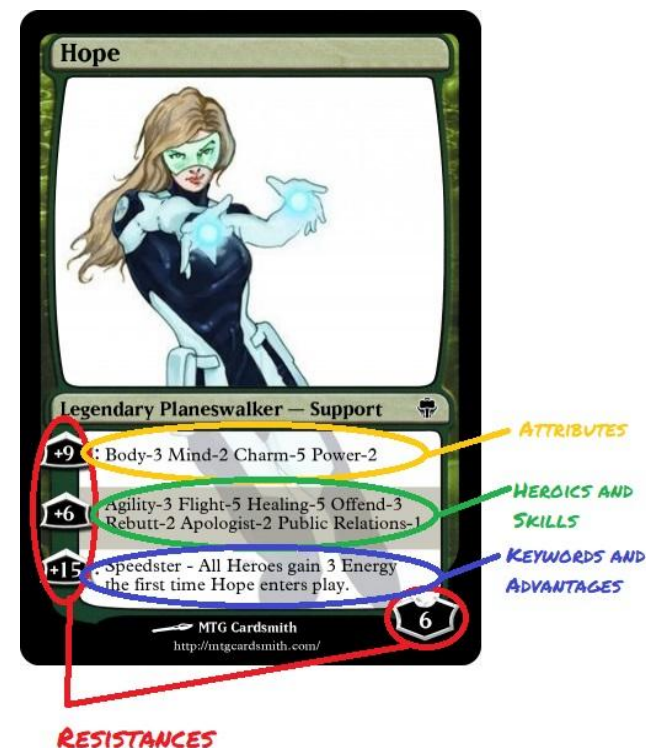 Hope
Legendary Planeswalker — Support
+9 : Body-3 Mind-2 Charm-5 Power-2
ATTRIBUTES
+6 Agility-3 Flight-5 Healing-5 Offend-3
Rebutt-2 Apologist-2 Public Relations-1
HEROICS AND
SKILLS
+15 : Speedster - All Heroes gain 3 Energy
the first time Hope enters play.
KEYWORDS AND
ADVANTAGES
6
MTG Cardsmith
http://mtgcardsmith.com/
RESISTANCES